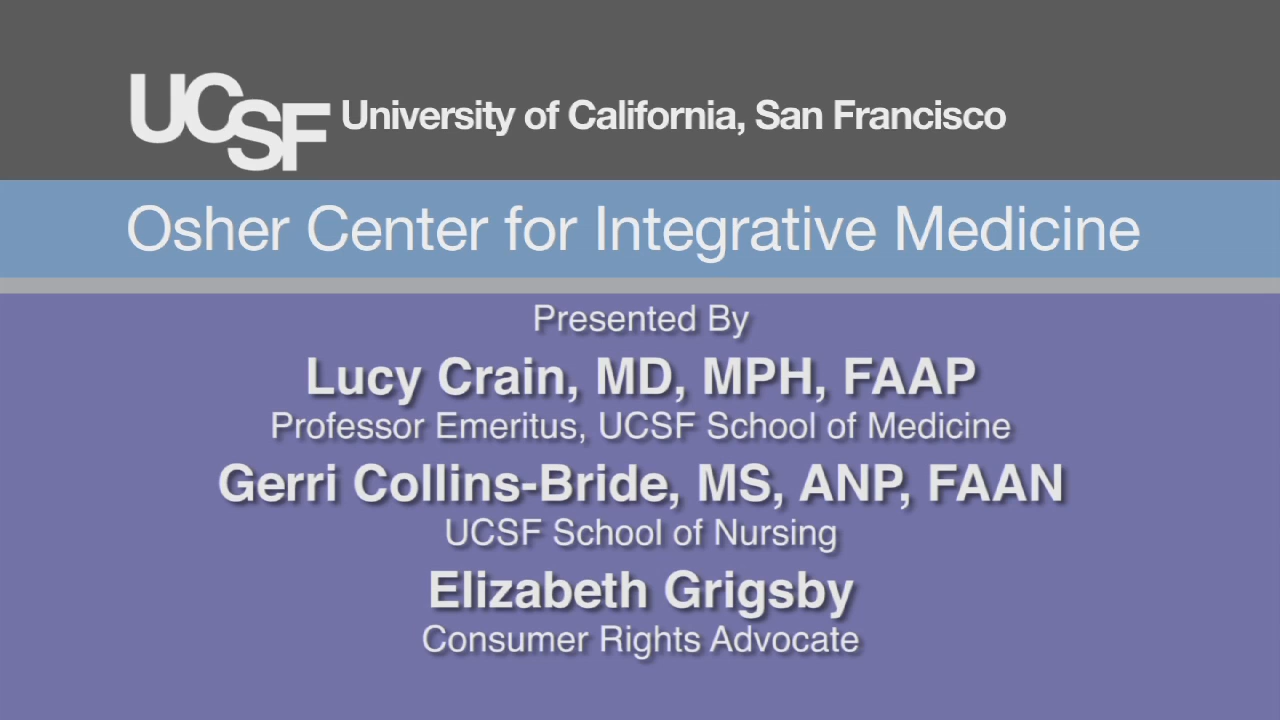 UCSF University of California, San Francisco
Osher Center for Integrative Medicine
Presented By
Lucy Crain, MD, MPH, FAAP
Professor Emeritus, UCSF School of Medicine
Gerri Collins-Bride, MS, ANP, FAAN
UCSF School of Nursing
Elizabeth Grigsby
Consumer Rights Advocate